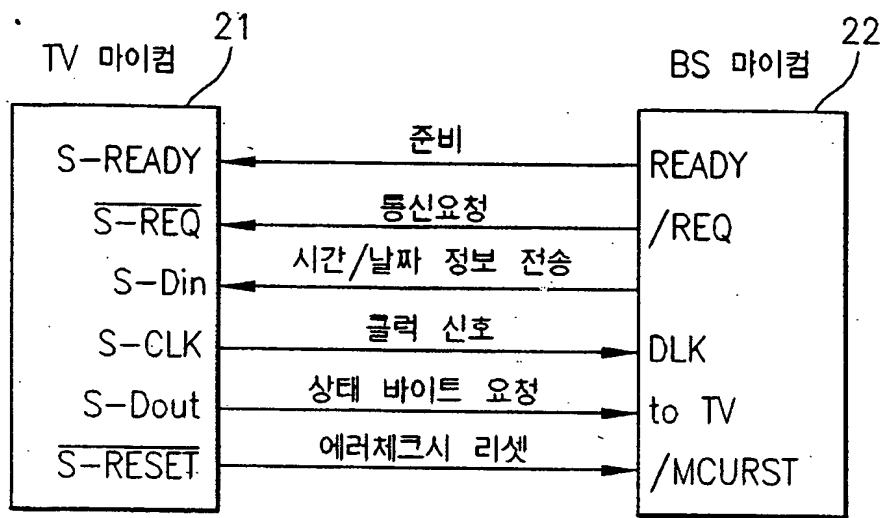 21
22
TV 마이컴
BS 마이컴
S-READY
준비
READY
S-REQ
통신요청
/REQ
시간/날짜 정보 전송
S-Din
클럭 신호
S-CLK
DLK
상태 바이트 요청
S-Dout
to TV
에러체크시 리셋
S-RESET
/MCURST